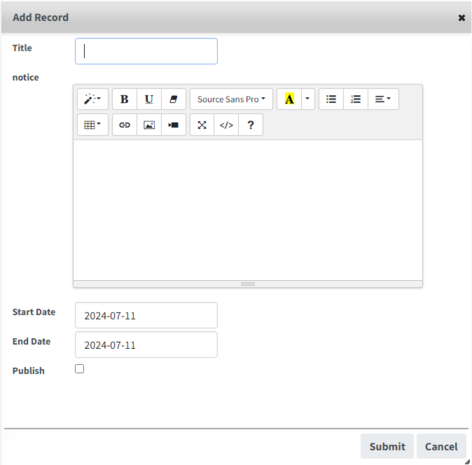 Add Record
Title
notice
B U Source Sans Pro A
</> ?
Start Date 2024-07-11
End Date 2024-07-11
Publish
Submit Cancel